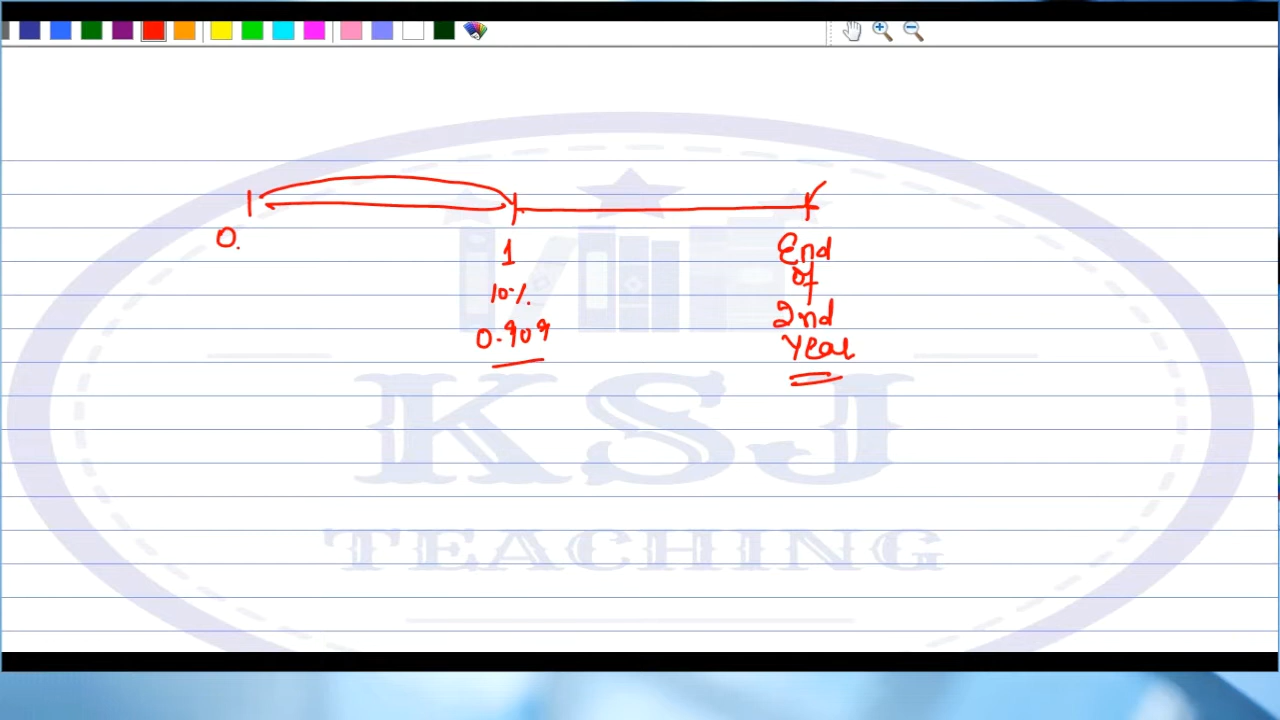 0.
1
10%.
0.909
End
of
2nd
Year
KSJ
TEACHING